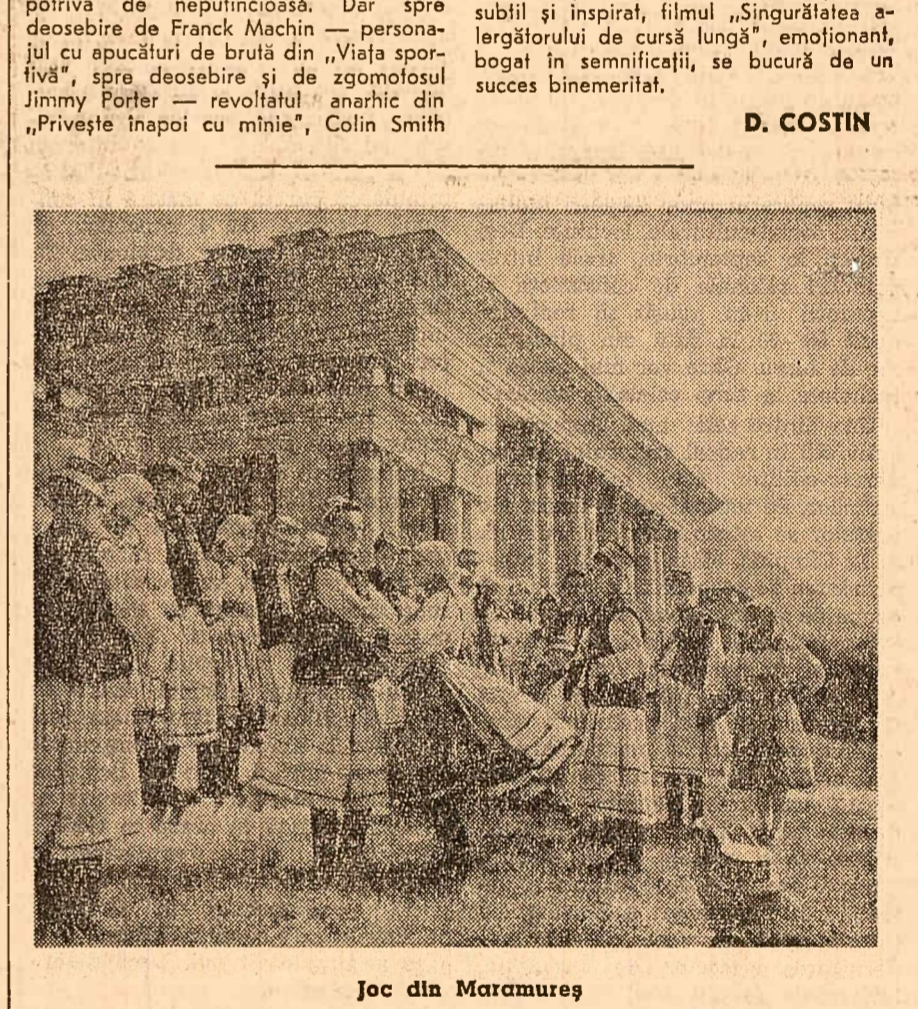 potriva de neputincioasă. Dar spre
deosebire de Franck Machin — persona-
jul cu apucături de brută din „Viața spor-
tivă", spre deosebire și de zgomotosul
Jimmy Porter — revoltatul anarhic din
„Privește înapoi cu mînie", Colin Smith
subtil și inspirat, filmul „Singurătatea a-
lergătorului de cursă lungă", emoționant,
bogat în semnificații, se bucură de un
succes binemeritat.
D. COSTIN
Joc din Maramureș